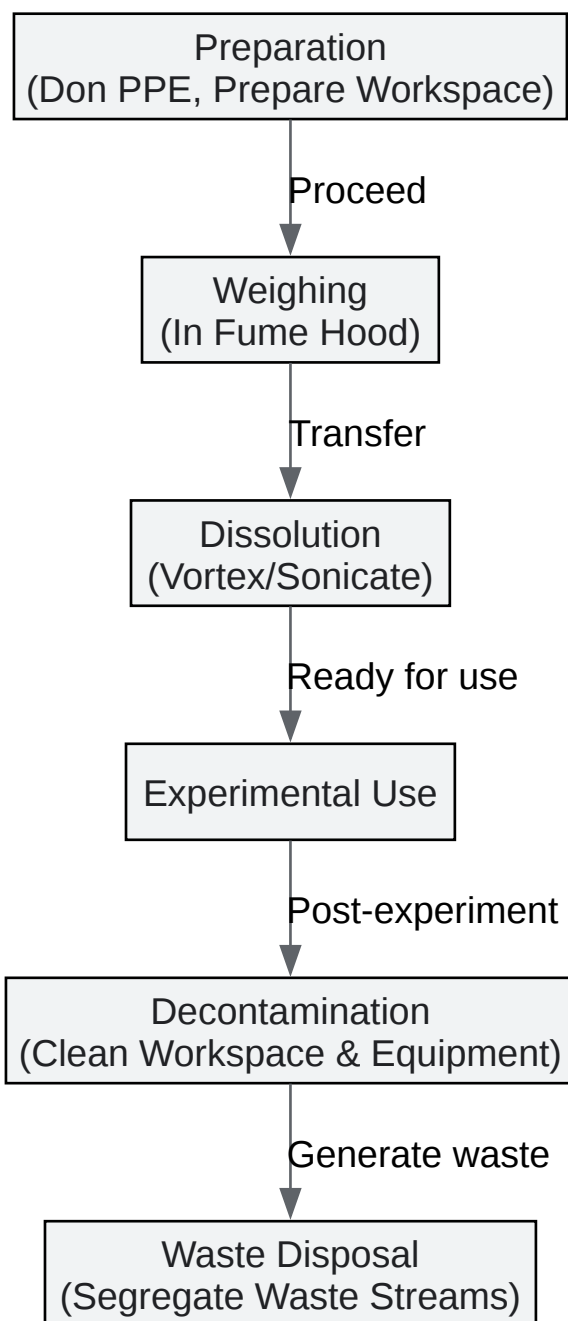 Preparation
(Don PPE, Prepare Workspace)
Proceed
Weighing
(In Fume Hood)
Transfer
Dissolution
(Vortex/Sonicate)
Ready for use
Experimental Use
Post-experiment
Decontamination
(Clean Workspace & Equipment)
Generate waste
Waste Disposal
(Segregate Waste Streams)